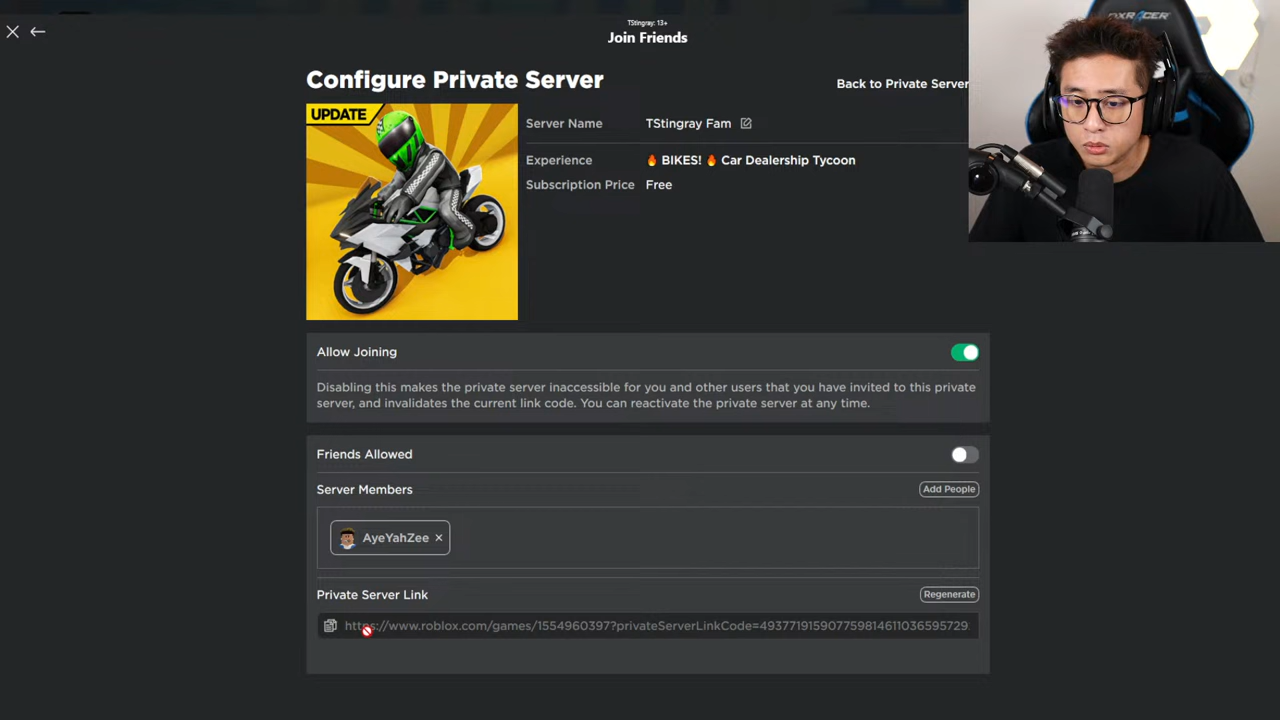 TStingray: 13+
Join Friends
Configure Private Server
Back to Private Server
UPDATE
Server Name TStingray Fam
Experience 🔥 BIKES! 🔥 Car Dealership Tycoon
Subscription Price Free
Allow Joining
Disabling this makes the private server inaccessible for you and other users that you have invited to this private
server, and invalidates the current link code. You can reactivate the private server at any time.
Friends Allowed
Server Members
Add People
AyeYahZee ×
Private Server Link
Regenerate
https://www.roblox.com/games/1554960397?privateServerLinkCode=493771915907759814611036595729